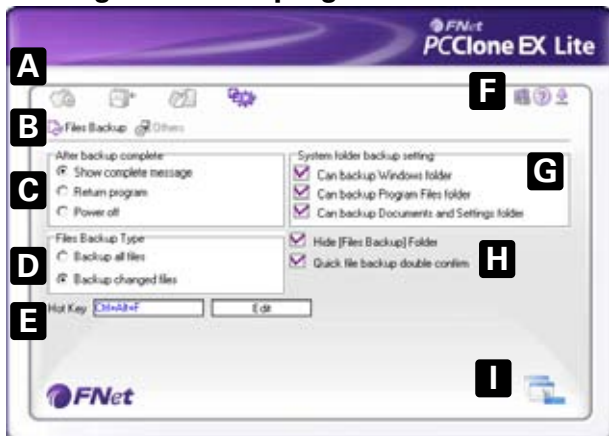 FNet
PCClone EX Lite
A
F
B
Files Backup Others
After backup complete
Show complete message
C
Return program
Power off
System folder backup setting
G
Can backup Windows folder
Can backup Program Files folder
Can backup Documents and Settings folder
Files Backup Type
D
Backup all files
Backup changed files
Hide [Files Backup] Folder
Quick file backup double confirm
H
E
Hot Key Ctrl+Alt+F Edit
FNet
I